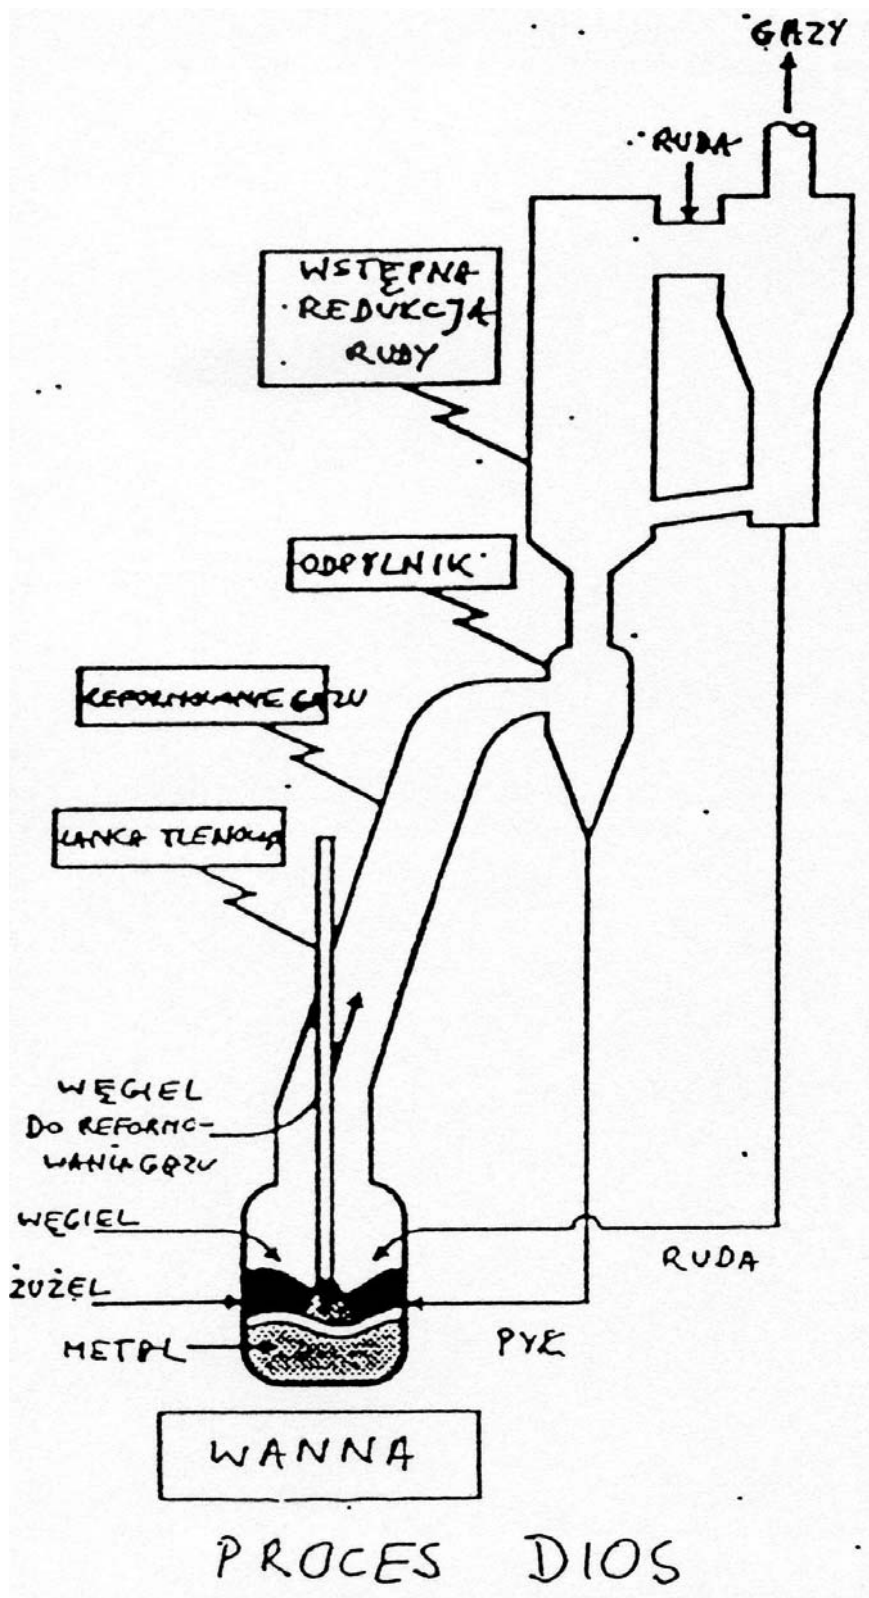 GAZY
RUDA
WSTĘPNA
REDUKCJA
RUDY
ODPYLNIK
REFORMOWANIE GAZU
LANCA TLENOWA
WĘGIEL
DO REFORMO-
WANIA GAZU
WĘGIEL
RUDA
ŻUŻEL
METAL
PYŁ
WANNA
PROCES DIOS